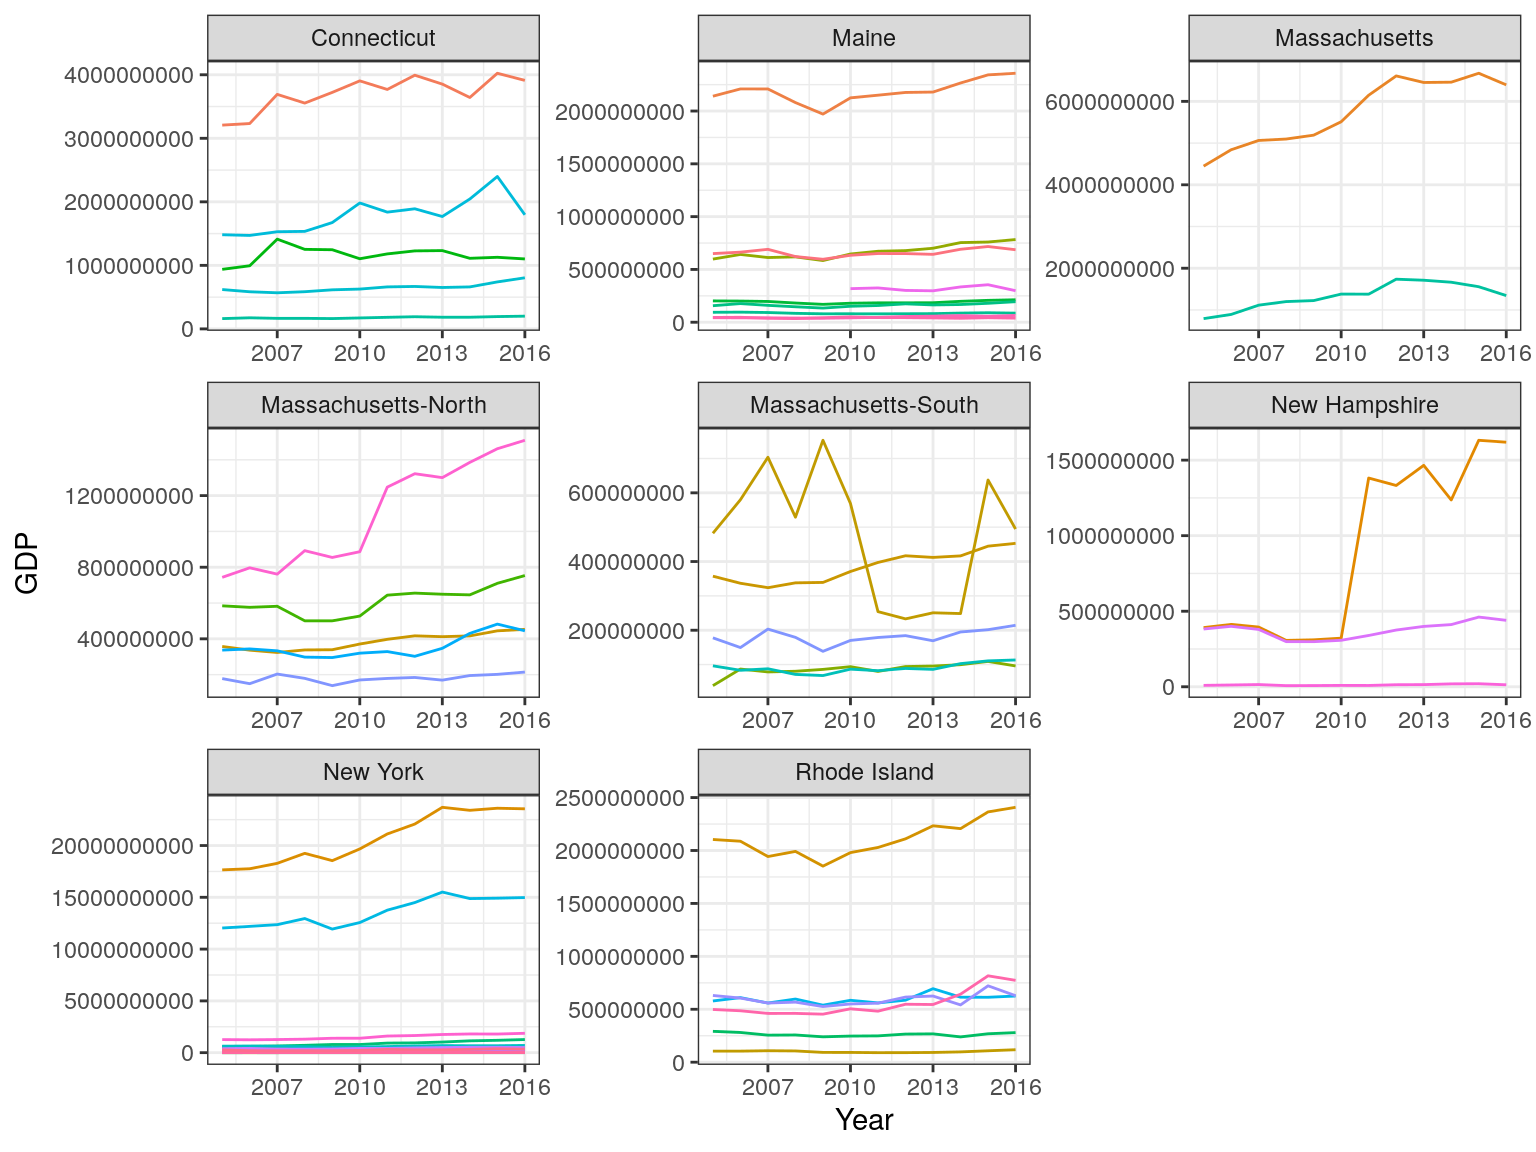 Connecticut
Maine
Massachusetts
4000000000
3000000000
2000000000
1000000000
0
2000000000
1500000000
1000000000
500000000
0
6000000000
4000000000
2000000000
2007 2010 2013 2016
2007 2010 2013 2016
2007 2010 2013 2016
Massachusetts-North
Massachusetts-South
New Hampshire
1200000000
800000000
400000000
600000000
400000000
200000000
1500000000
1000000000
500000000
0
2007 2010 2013 2016
2007 2010 2013 2016
2007 2010 2013 2016
GDP
New York
Rhode Island
20000000000
15000000000
10000000000
5000000000
0
2500000000
2000000000
1500000000
1000000000
500000000
0
2007 2010 2013 2016
2007 2010 2013 2016
Year